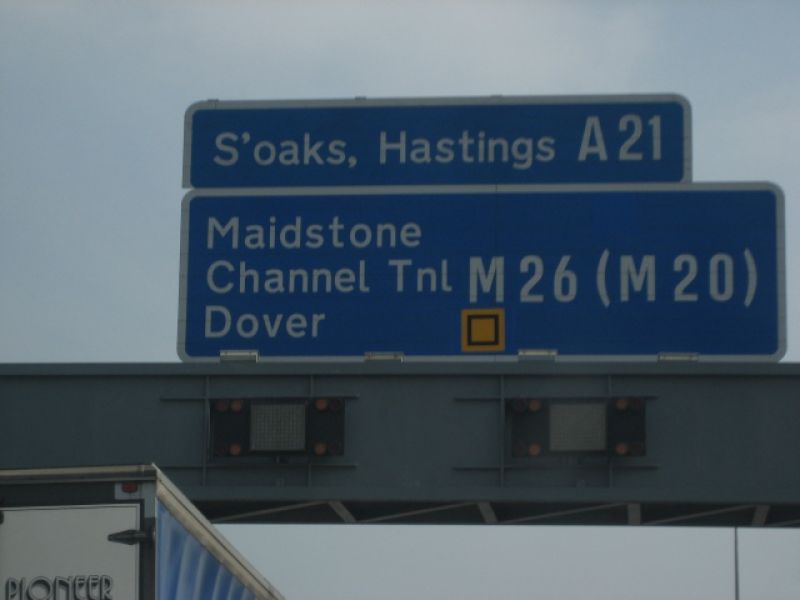 S'oaks, Hastings A21
Maidstone
Channel Tnl M26 (M20)
Dover
PIONEER